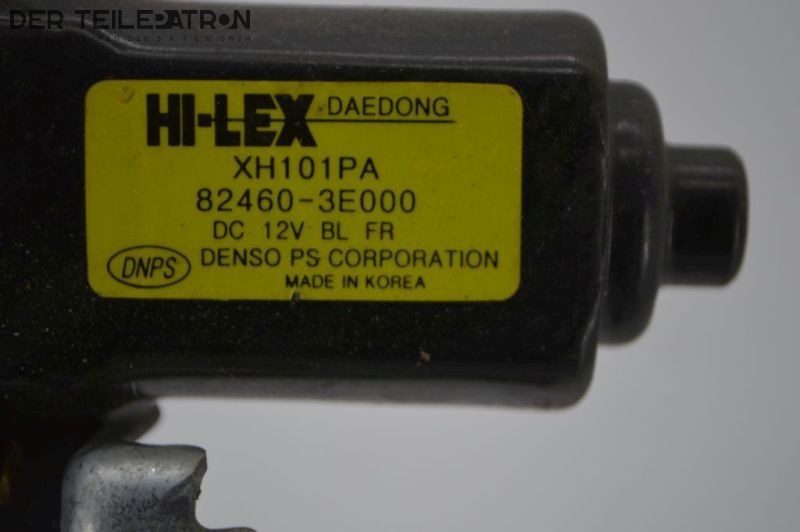 DER TEILEPATRON
HI-LEX DAEDONG
XH101PA
82460-3E000
DC 12V BL FR
DNPS DENSO PS CORPORATION
MADE IN KOREA